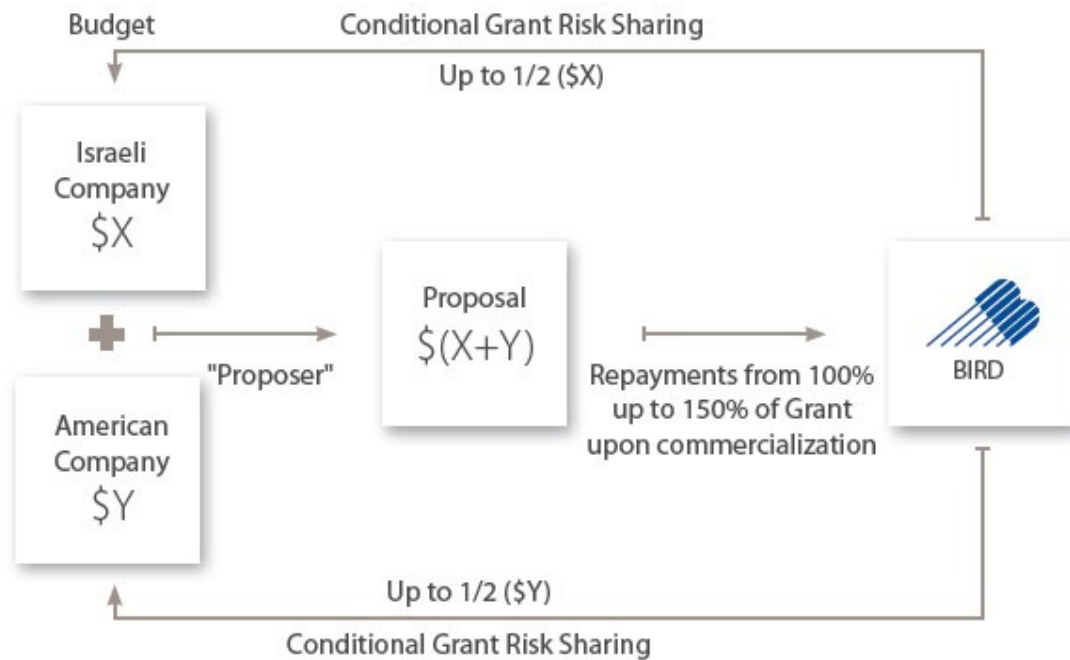 Budget
Conditional Grant Risk Sharing
Up to 1/2 ($X)
Israeli
Company
$X
American
Company
$Y
"Proposer"
Proposal
$(X+Y)
Repayments from 100%
up to 150% of Grant
upon commercialization
BIRD
Up to 1/2 ($Y)
Conditional Grant Risk Sharing